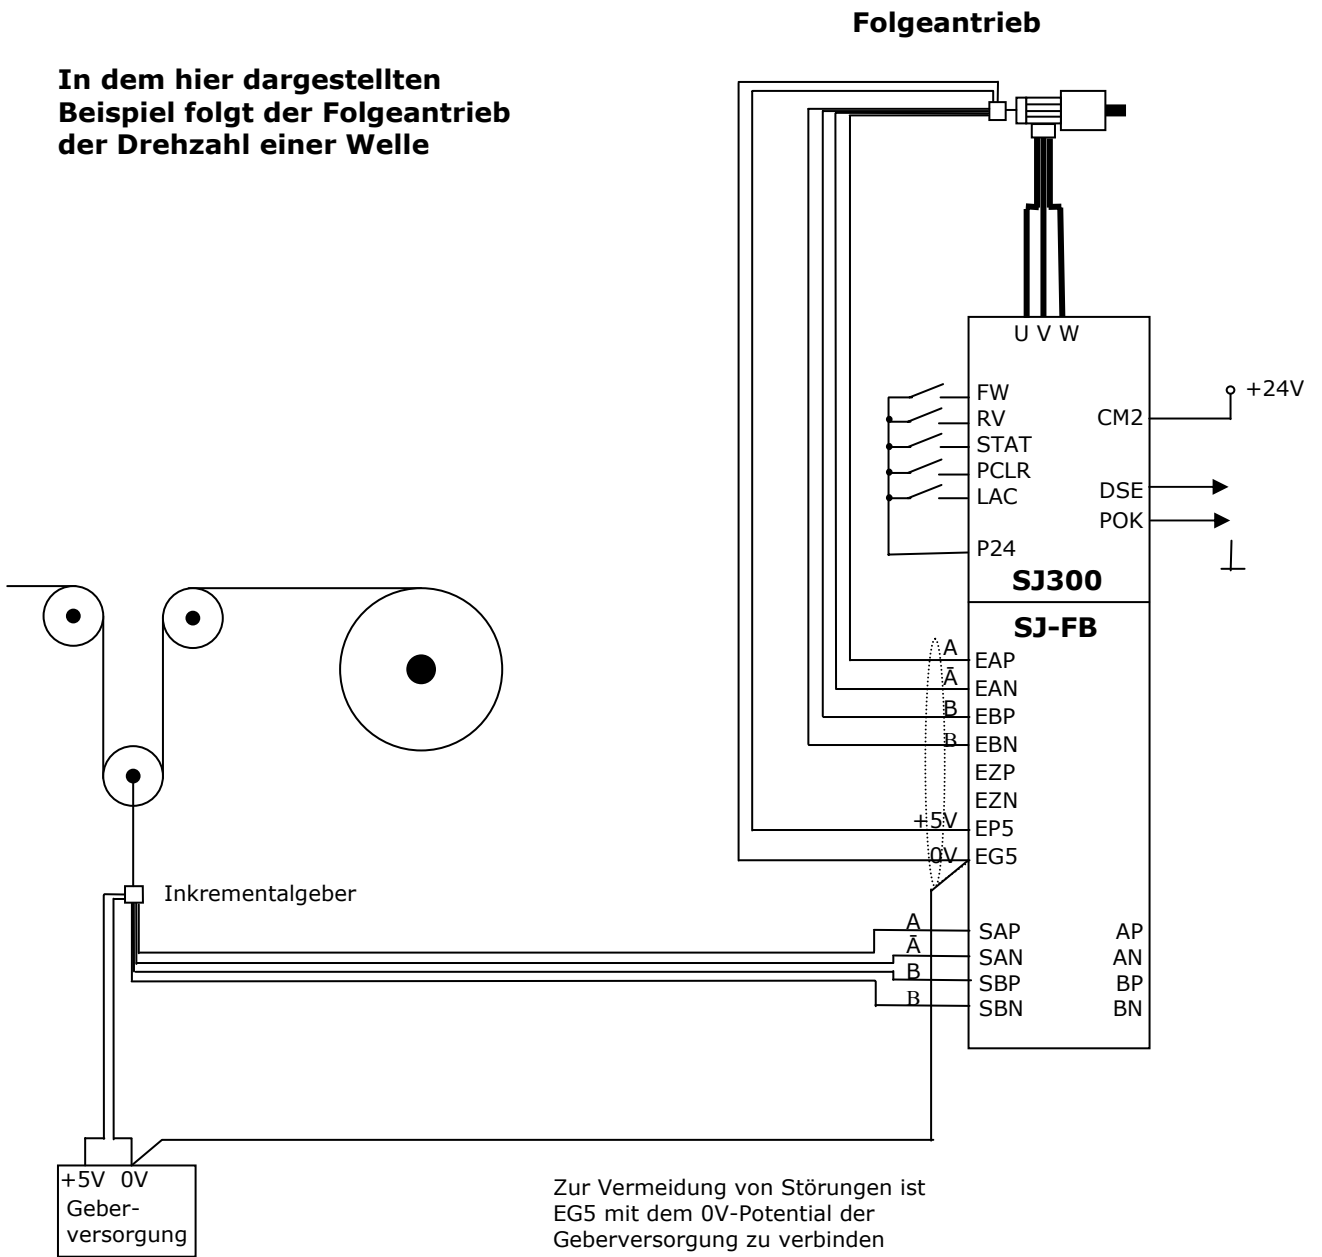 Folgeantrieb
In dem hier dargestellten
Beispiel folgt der Folgeantrieb
der Drehzahl einer Welle
U V W
FW
RV
STAT
PCLR
LAC
P24
CM2
+24V
DSE
POK
SJ300
SJ-FB
A
EAP
Ā
EAN
B
EBP
B
EBN
EZP
EZN
+5V
EP5
0V
EG5
Inkrementalgeber
A
SAP
AP
Ā
SAN
AN
B
SBP
BP
B
SBN
BN
+5V 0V
Geber-
versorgung
Zur Vermeidung von Störungen ist
EG5 mit dem 0V-Potential der
Geberversorgung zu verbinden